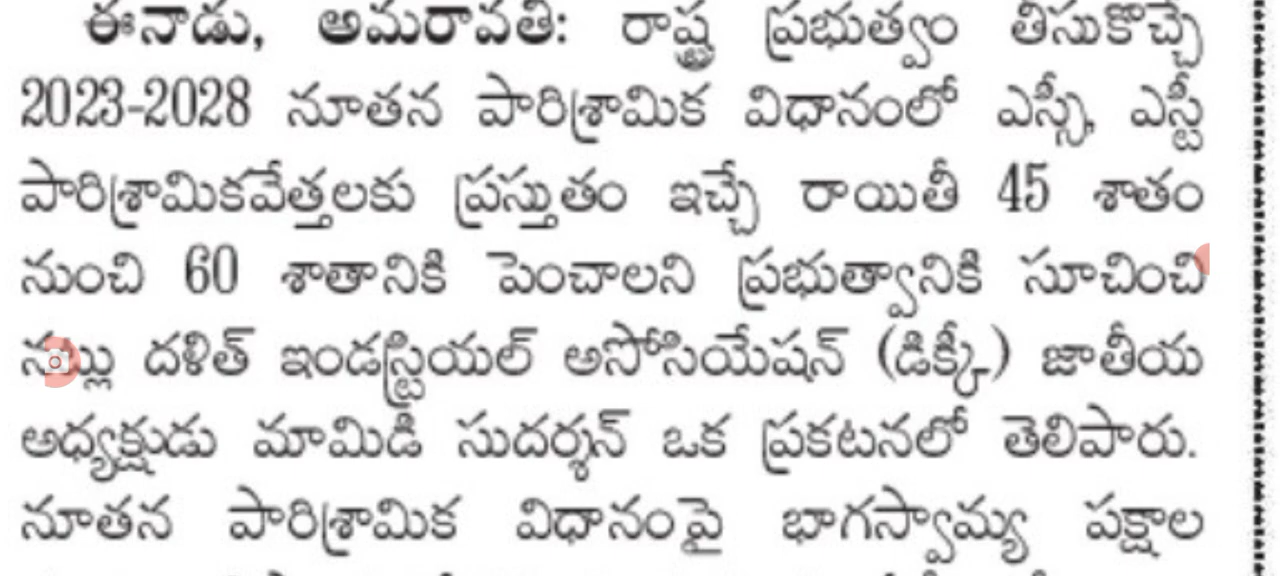 ఈనాడు, అమరావతి: రాష్ట్ర ప్రభుత్వం తీసుకొచ్చే
2023-2028 నూతన పారిశ్రామిక విధానంలో ఎస్సీ, ఎస్టీ
పారిశ్రామికవేత్తలకు ప్రస్తుతం ఇచ్చే రాయితీ 45 శాతం
నుంచి 60 శాతానికి పెంచాలని ప్రభుత్వానికి సూచించి
నట్లు దళిత్ ఇండస్ట్రియల్ అసోసియేషన్ (డిక్కీ) జాతీయ
అధ్యక్షుడు మామిడి సుదర్శన్ ఒక ప్రకటనలో తెలిపారు.
నూతన పారిశ్రామిక విధానంపై భాగస్వామ్య పక్షాల